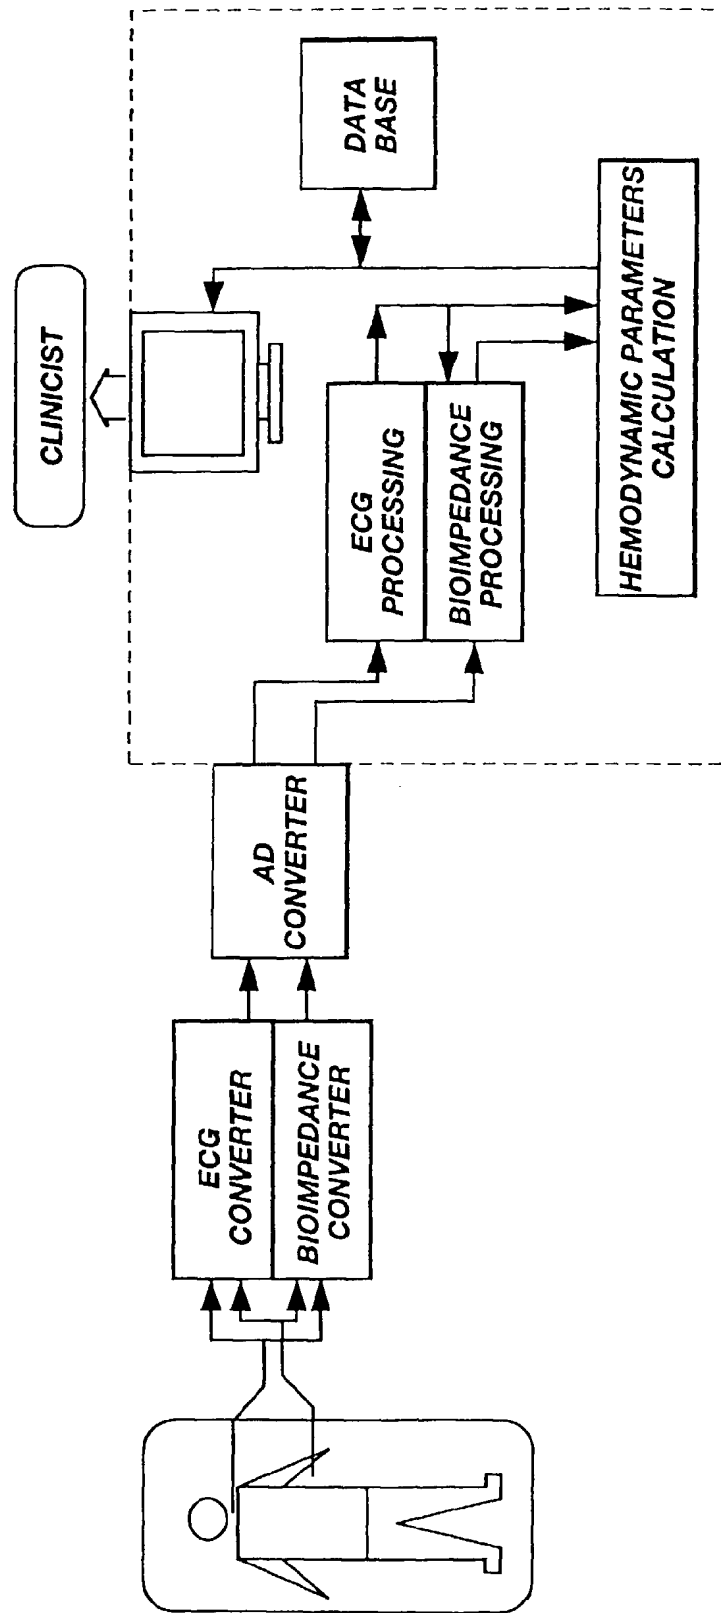 CLINICIST
DATA
BASE
ECG
PROCESSING
BIOIMPEDANCE
PROCESSING
HEMODYNAMIC PARAMETERS
CALCULATION
AD
CONVERTER
ECG
CONVERTER
BIOIMPEDANCE
CONVERTER